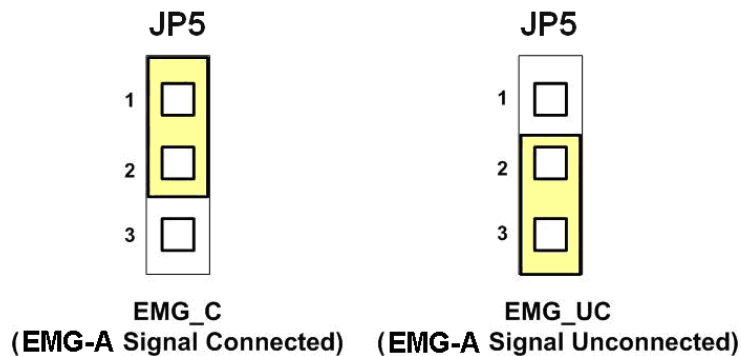 JP5
1
2
3
EMG_C
(EMG-A Signal Connected)
JP5
1
2
3
EMG_UC
(EMG-A Signal Unconnected)